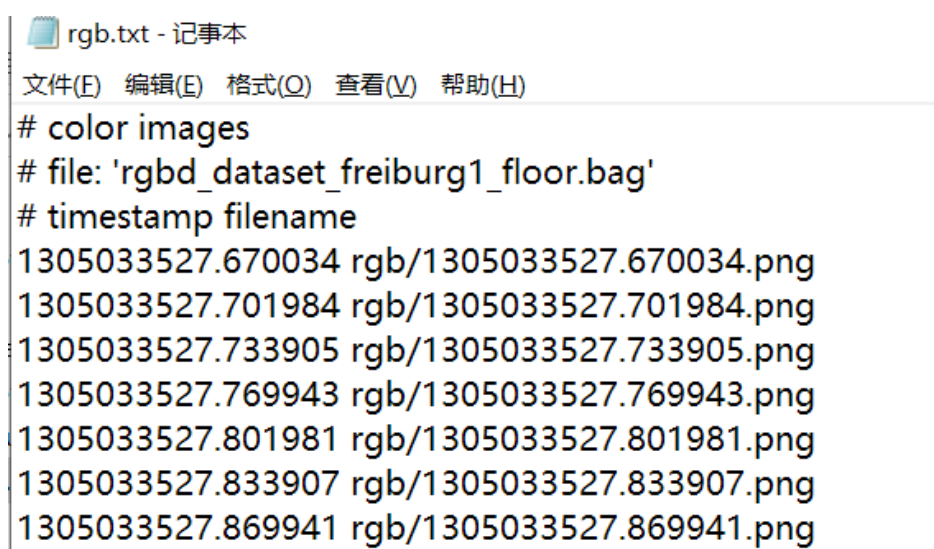 rgb.txt - 记事本
文件(F) 编辑(E) 格式(O) 查看(V) 帮助(H)
# color images
# file: 'rgbd_dataset_freiburg1_floor.bag'
# timestamp filename
1305033527.670034 rgb/1305033527.670034.png
1305033527.701984 rgb/1305033527.701984.png
1305033527.733905 rgb/1305033527.733905.png
1305033527.769943 rgb/1305033527.769943.png
1305033527.801981 rgb/1305033527.801981.png
1305033527.833907 rgb/1305033527.833907.png
1305033527.869941 rgb/1305033527.869941.png